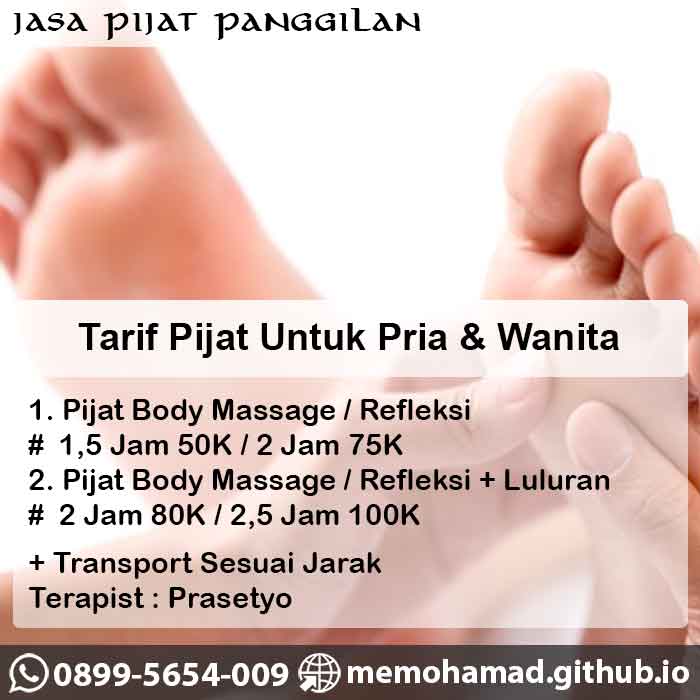 Jasa Pijat Panggilan
Tarif Pijat Untuk Pria & Wanita
1. Pijat Body Massage / Refleksi
# 1,5 Jam 50K / 2 Jam 75K
2. Pijat Body Massage / Refleksi + Luluran
# 2 Jam 80K / 2,5 Jam 100K
+ Transport Sesuai Jarak
Terapist : Prasetyo
0899-5654-009 memohamad.github.io